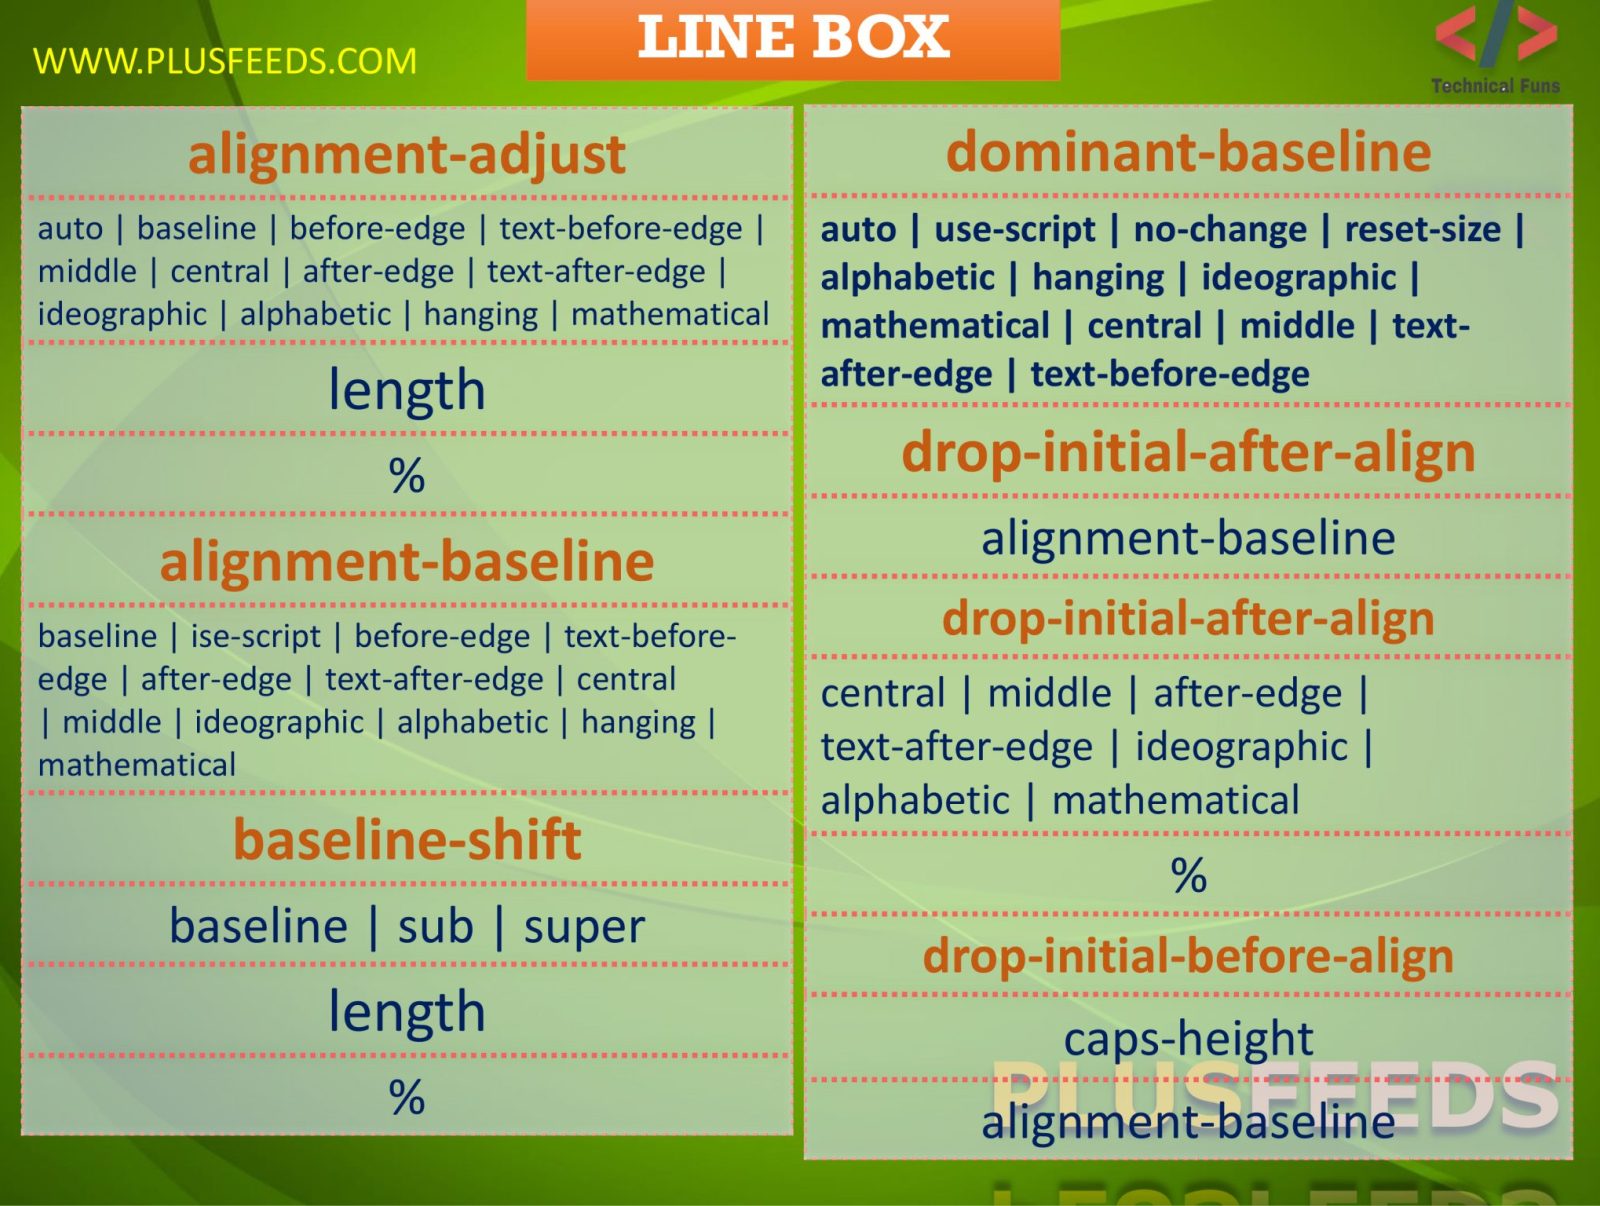 WWW.PLUSFEEDS.COM
LINE BOX
</>
Technical Funs
alignment-adjust
auto | baseline | before-edge | text-before-edge |
middle | central | after-edge | text-after-edge |
ideographic | alphabetic | hanging | mathematical
length
%
alignment-baseline
baseline | ise-script | before-edge | text-before-
edge | after-edge | text-after-edge | central
| middle | ideographic | alphabetic | hanging |
mathematical
baseline-shift
baseline | sub | super
length
%
dominant-baseline
auto | use-script | no-change | reset-size |
alphabetic | hanging | ideographic |
mathematical | central | middle | text-
after-edge | text-before-edge
drop-initial-after-align
alignment-baseline
drop-initial-after-align
central | middle | after-edge |
text-after-edge | ideographic |
alphabetic | mathematical
%
drop-initial-before-align
caps-height
PLUSFEEDS
alignment-baseline